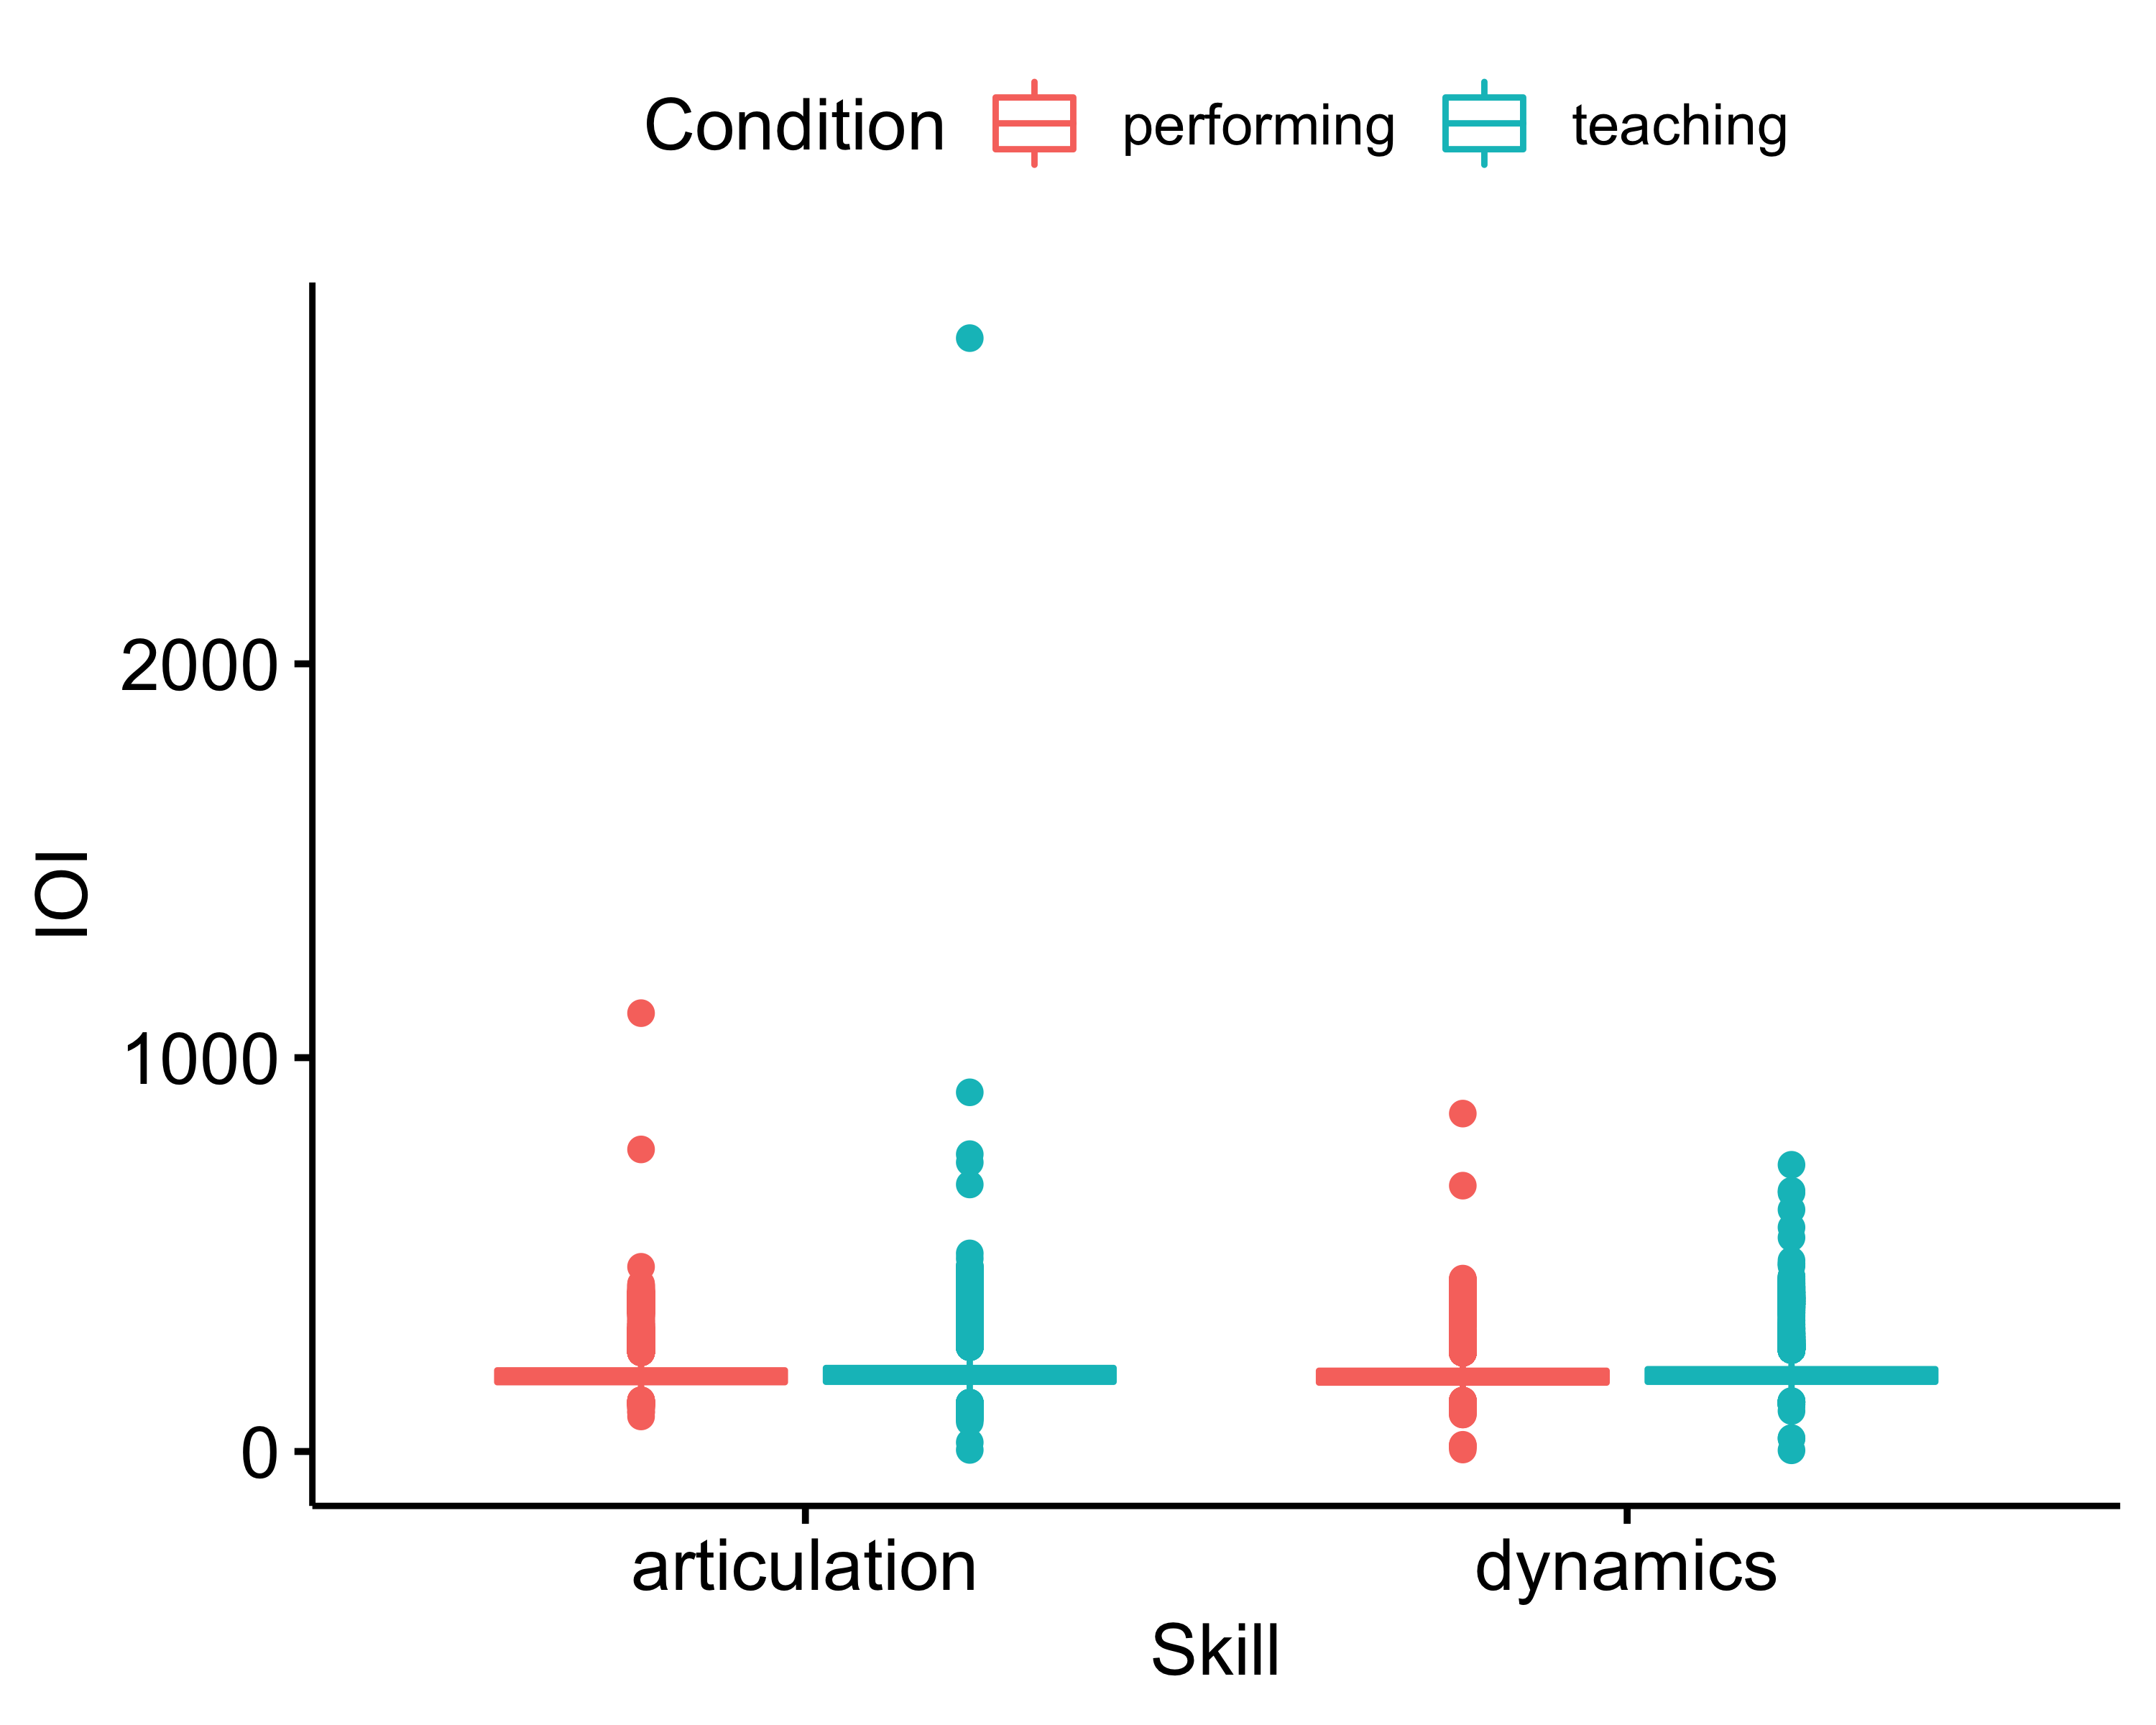 Condition performing teaching
IOI
2000
1000
0
articulation dynamics
Skill